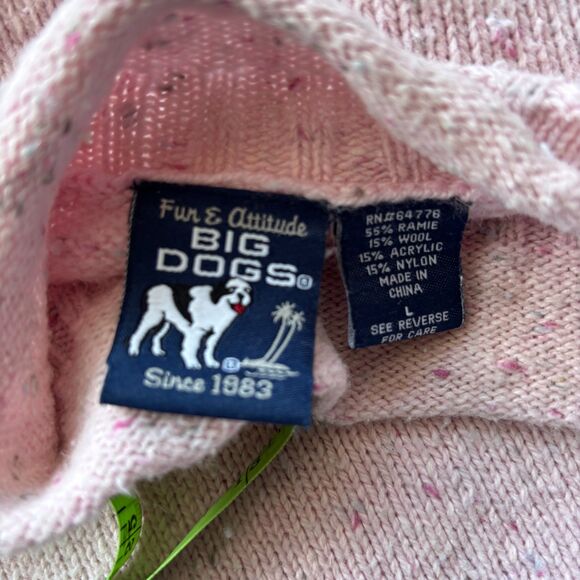 Fun & Attitude
BIG
DOGS®
Since 1983
RN#64776
55% RAMIE
15% WOOL
15% ACRYLIC
15% NYLON
MADE IN
CHINA
L
SEE REVERSE
FOR CARE